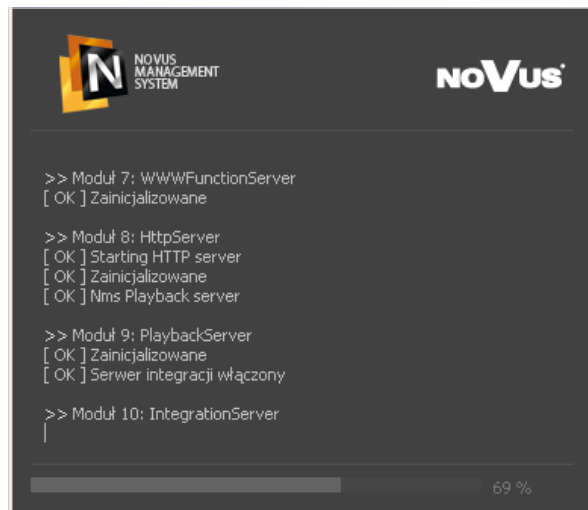 N
NOVUS
MANAGEMENT
SYSTEM
NOVUS
>> Moduł 7: WWWFunctionServer
[ OK ] Zainicjalizowane
>> Moduł 8: HttpServer
[ OK ] Starting HTTP server
[ OK ] Zainicjalizowane
[ OK ] Nms Playback server
>> Moduł 9: PlaybackServer
[ OK ] Zainicjalizowane
[ OK ] Serwer integracji włączony
>> Moduł 10: IntegrationServer
69 %